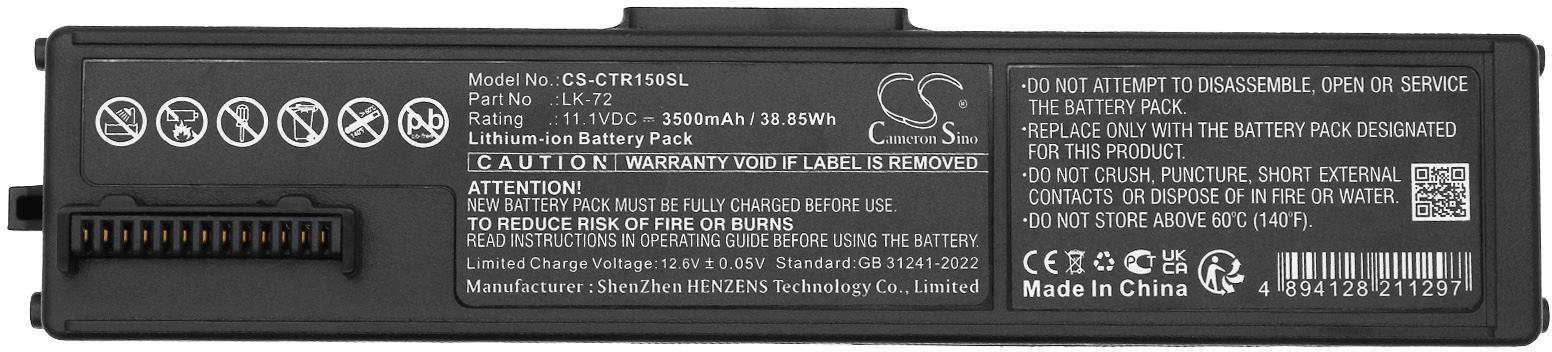 >60℃
140℉
Pb free
Model No.:CS-CTR150SL
Part No :LK-72
Rating :11.1VDC ⎓ 3500mAh / 38.85Wh
Lithium-ion Battery Pack
CS
®
Cameron Sino
CAUTION WARRANTY VOID IF LABEL IS REMOVED
ATTENTION!
NEW BATTERY PACK MUST BE FULLY CHARGED BEFORE USE.
TO REDUCE RISK OF FIRE OR BURNS
READ INSTRUCTIONS IN OPERATING GUIDE BEFORE USING THE BATTERY.
Limited Charge Voltage:12.6V ± 0.05V Standard:GB 31241-2022
Manufacturer : ShenZhen HENZENS Technology Co., Limited
·DO NOT ATTEMPT TO DISASSEMBLE, OPEN OR SERVICE
THE BATTERY PACK.
·REPLACE ONLY WITH THE BATTERY PACK DESIGNATED
FOR THIS PRODUCT.
·DO NOT CRUSH, PUNCTURE, SHORT EXTERNAL
CONTACTS OR DISPOSE OF IN FIRE OR WATER.
·DO NOT STORE ABOVE 60℃ (140℉).
CE PCT UK CA
Made In China
4 894128 211297